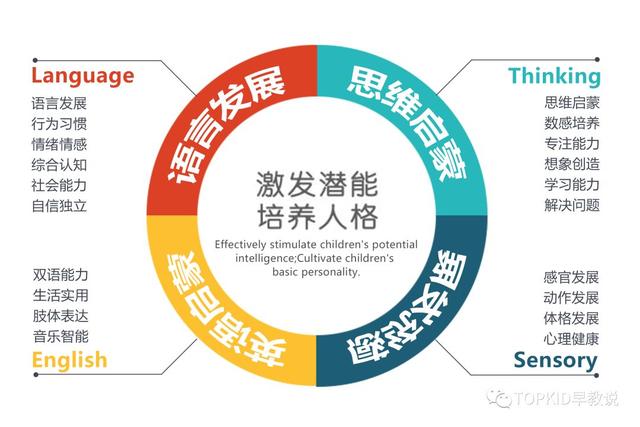 Language
语言发展
行为习惯
情绪情感
综合认知
社会能力
自信独立
语言发展
思维启蒙
Thinking
思维启蒙
数感培养
专注能力
想象创造
学习能力
解决问题
激发潜能
培养人格
Effectively stimulate children's potential
intelligence;Cultivate children's
basic personality.
双语能力
生活实用
肢体表达
音乐智能
English
英语启蒙
感官发展
动作发展
体格发展
心理健康
Sensory
TOPKID早教说